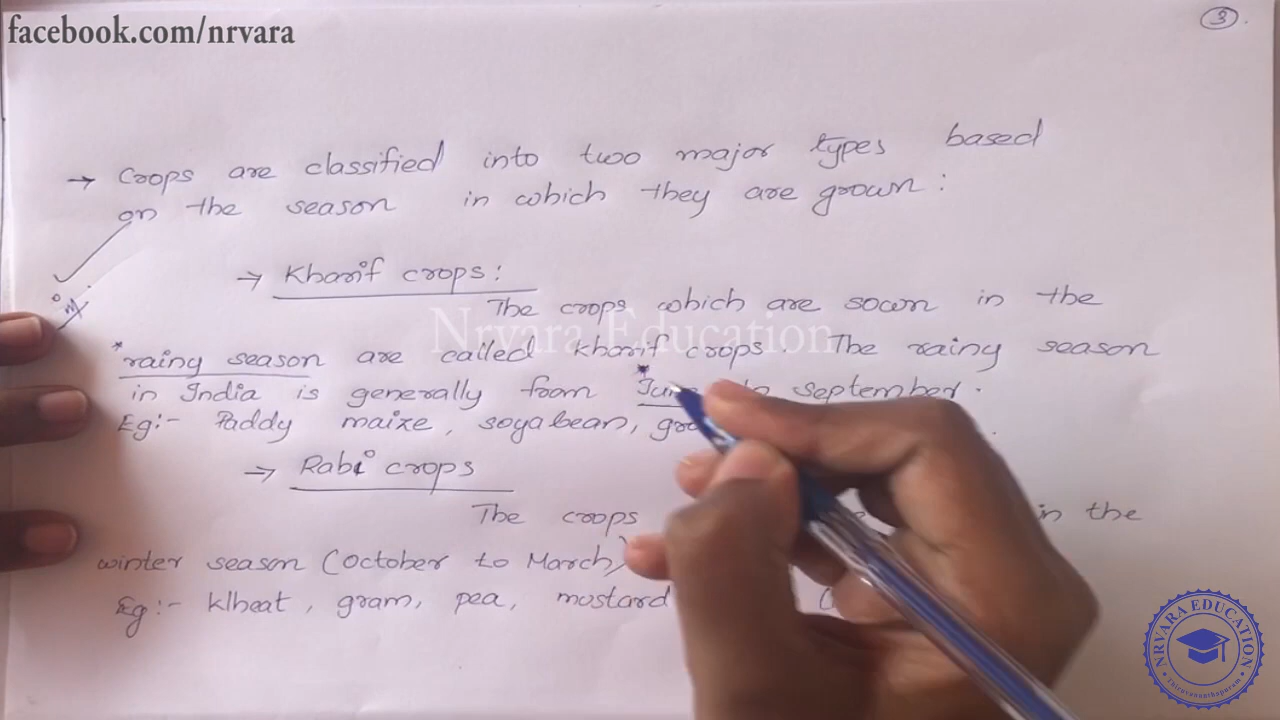 facebook.com/nrvara
3
→ Crops are classified into two major types based
on the season in which they are grown:
→ Kharif crops:
The crops which are sown in the
*rainy season are called kharif crops. The rainy season
in India is generally from *June to september.
Eg:- Paddy maize, soyabean,
→ Rabi crops
The crops in the
winter season (October to March)
Eg:- Wheat, gram, pea, mustard
Nrvara Education
NRVARA EDUCATION
Thiruvananthapuram